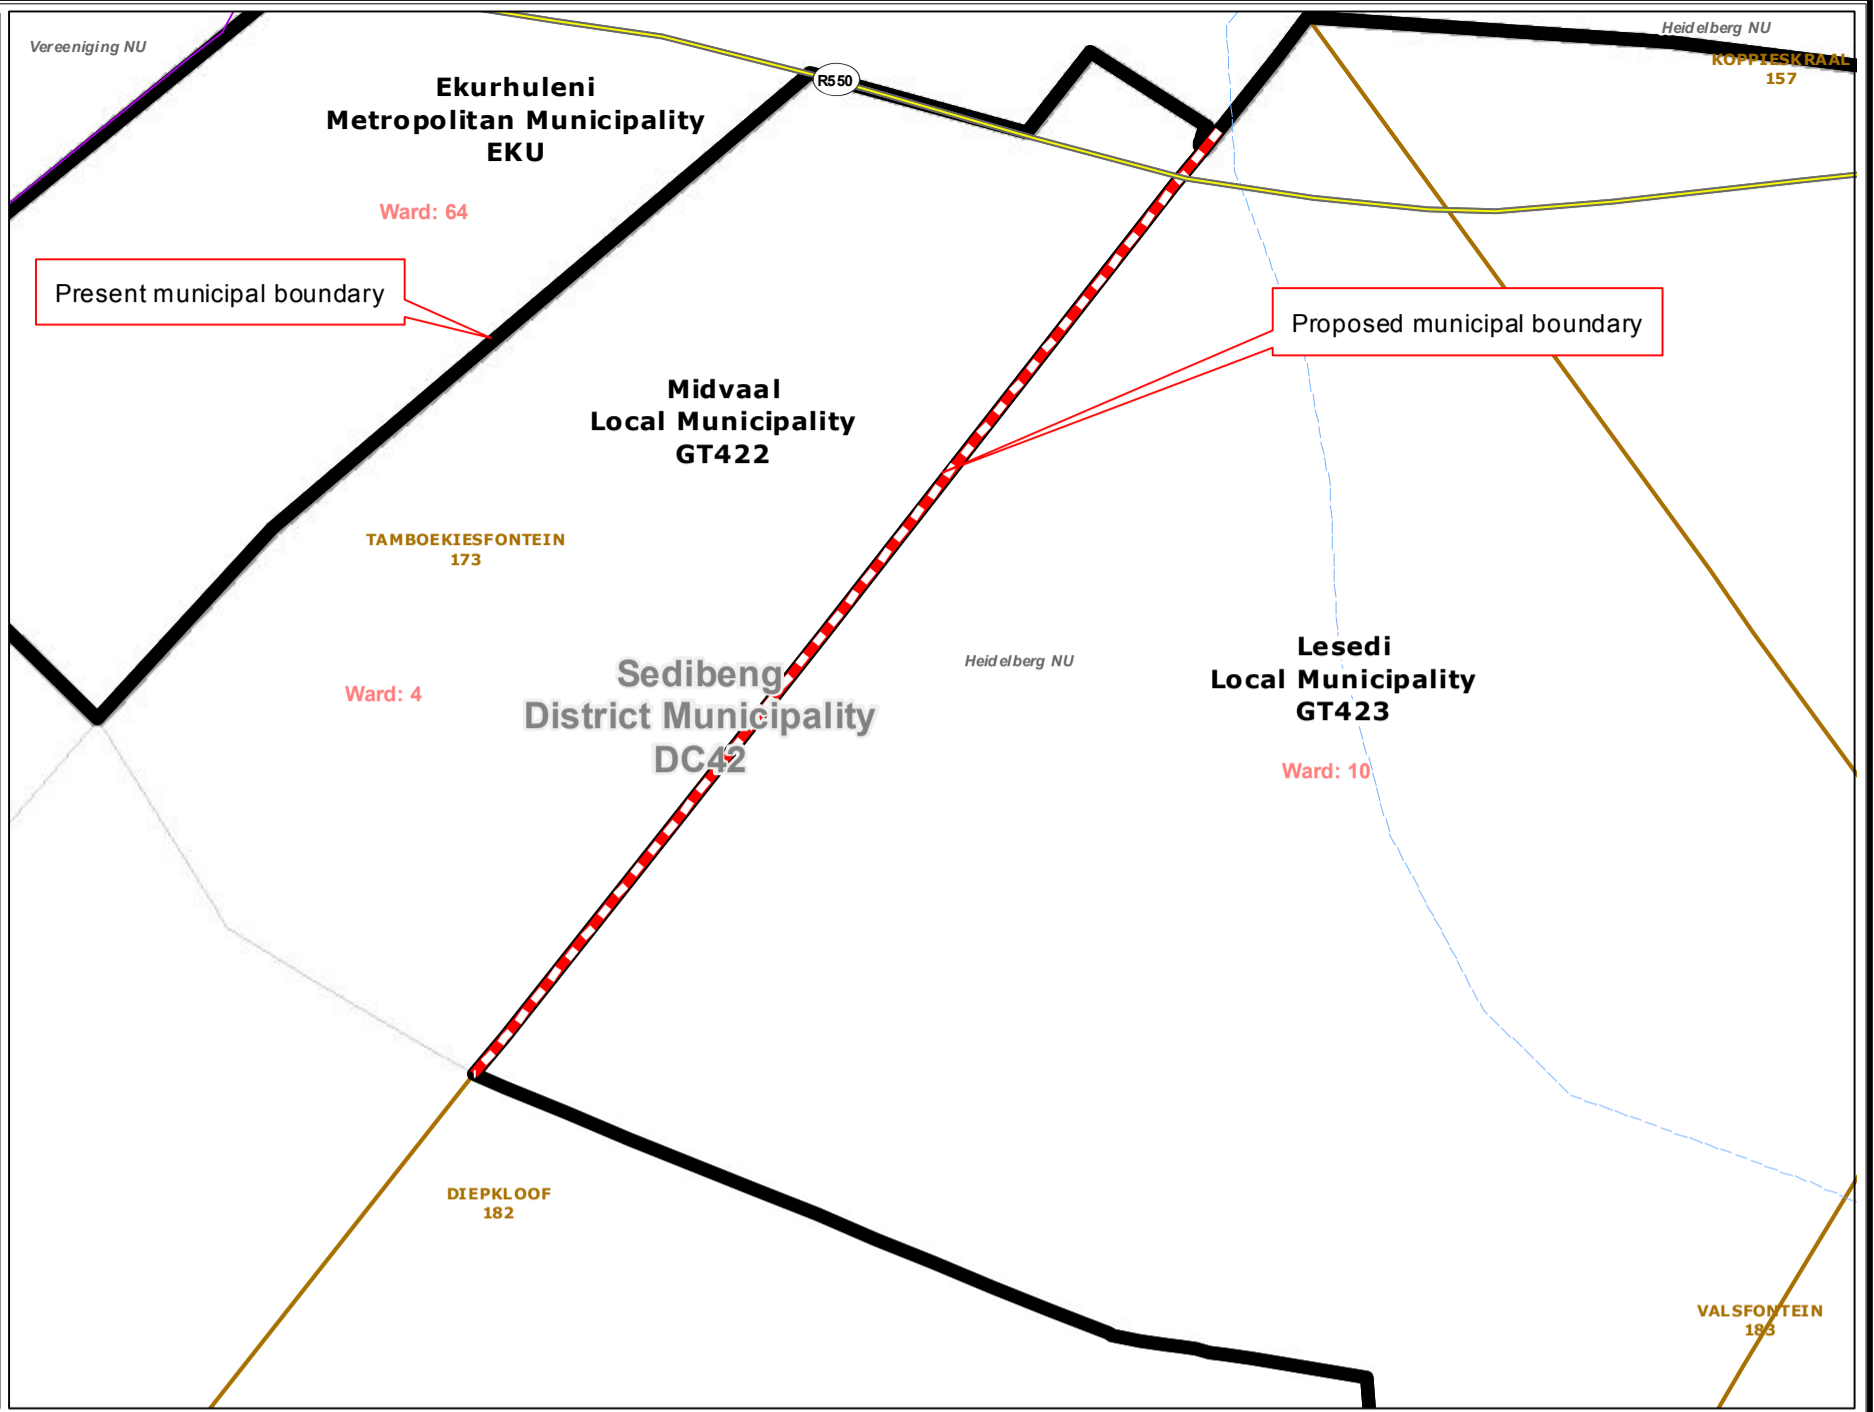 Vereeniging NU
Heidelberg NU
KOPPIESKRAAL
157
R550
Ekurhuleni
Metropolitan Municipality
EKU
Ward: 64
Present municipal boundary
Proposed municipal boundary
Midvaal
Local Municipality
GT422
TAMBOEKIESFONTEIN
173
Ward: 4
Sedibeng
District Municipality
DC42
Heidelberg NU
Lesedi
Local Municipality
GT423
Ward: 10
DIEPKLOOF
182
VALSFONTEIN
183